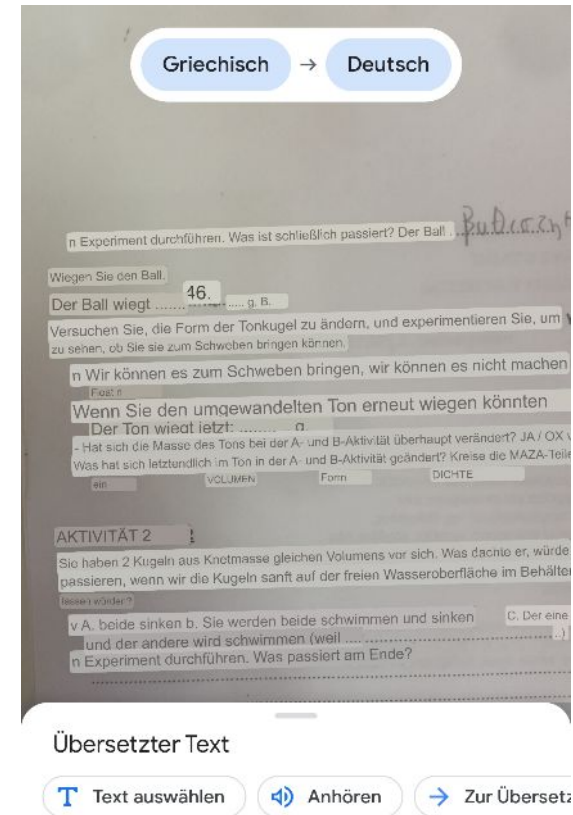 Griechisch → Deutsch
n Experiment durchführen. Was ist schließlich passiert? Der Ball .
Wiegen Sie den Ball.
Der Ball wiegt ....... 46. ..... g. B.
Versuchen Sie, die Form der Tonkugel zu ändern, und experimentieren Sie, um
zu sehen, ob Sie sie zum Schweben bringen können.
n Wir können es zum Schweben bringen, wir können es nicht machen
Float n
Wenn Sie den umgewandelten Ton erneut wiegen könnten
Der Ton wiegt jetzt: ........ g.
- Hat sich die Masse des Tons bei der A- und B-Aktivität überhaupt verändert? JA / OX
Was hat sich letztendlich im Ton in der A- und B-Aktivität geändert? Kreise die MAZA-Teile
ein VOLUMEN Form DICHTE
AKTIVITÄT 2
Sie haben 2 Kugeln aus Knetmasse gleichen Volumens vor sich. Was dachte er, würde
passieren, wenn wir die Kugeln sanft auf der freien Wasseroberfläche im Behälter
lassen würden?
v A. beide sinken b. Sie werden beide schwimmen und sinken C. Der eine
und der andere wird schwimmen (weil .... ..)
n Experiment durchführen. Was passiert am Ende?
Übersetzter Text
Text auswählen Anhören Zur Übersetz